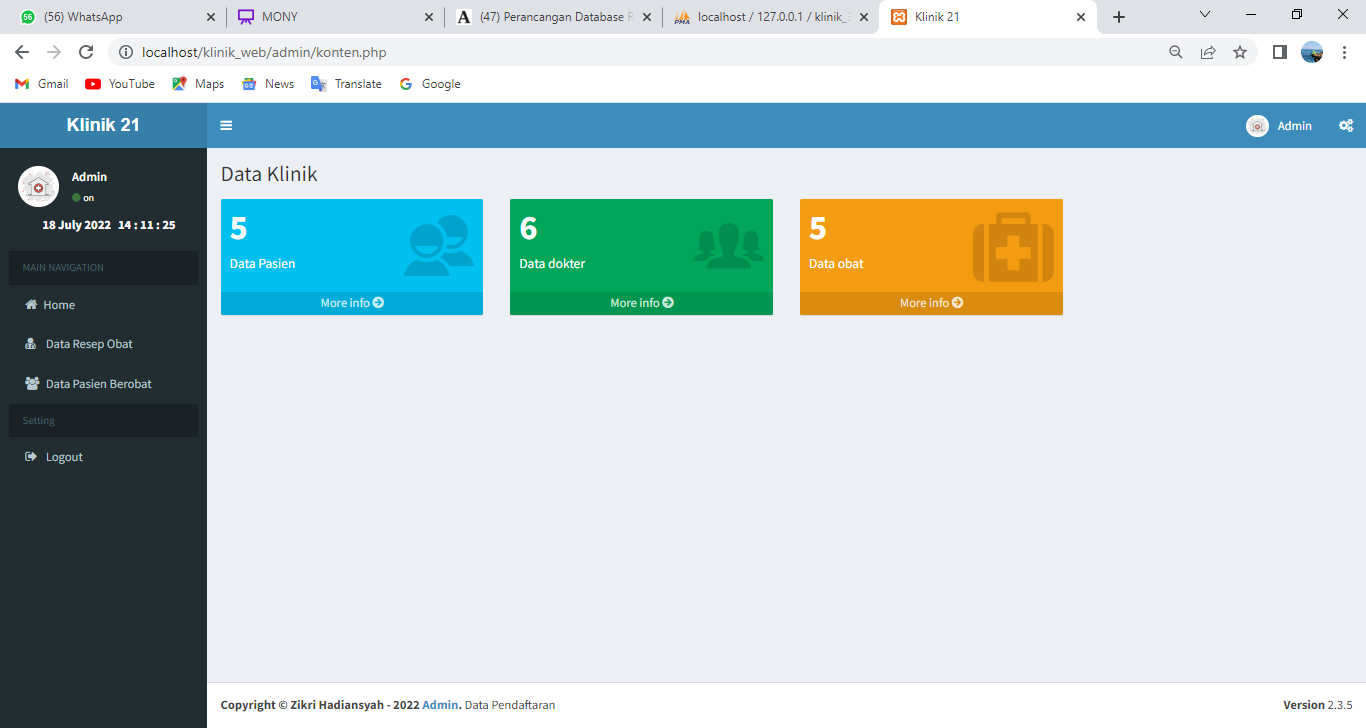 (56) WhatsApp
MONY
(47) Perancangan Database R
localhost / 127.0.0.1 / klinik_
Klinik 21
localhost/klinik_web/admin/konten.php
Gmail YouTube Maps News Translate Google
Klinik 21
Admin
Admin
on
18 July 2022 14 : 11 : 25
MAIN NAVIGATION
Home
Data Resep Obat
Data Pasien Berobat
Setting
Logout
Data Klinik
5
Data Pasien
More info
6
Data dokter
More info
5
Data obat
More info
Copyright © Zikri Hadiansyah - 2022 Admin. Data Pendaftaran
Version 2.3.5